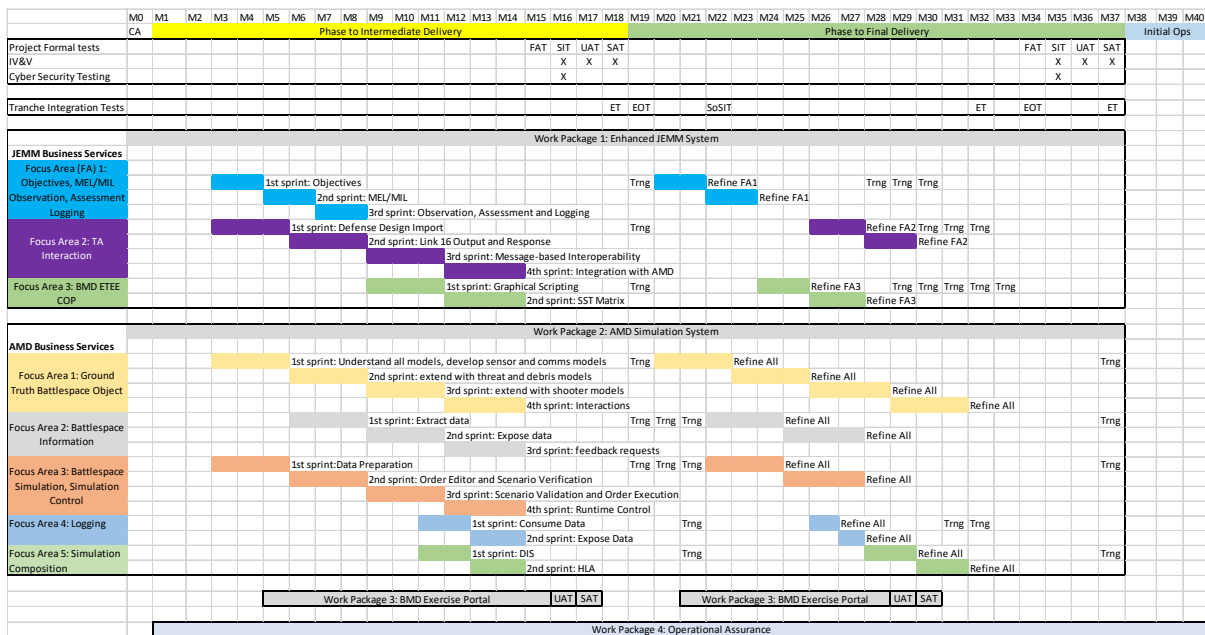 M0 M1 M2 M3 M4 M5 M6 M7 M8 M9 M10 M11 M12 M13 M14 M15 M16 M17 M18 M19 M20 M21 M22 M23 M24 M25 M26 M27 M28 M29 M30 M31 M32 M33 M34 M35 M36 M37 M38 M39 M40
CA Phase to Intermediate Delivery Phase to Final Delivery Initial Ops
Project Formal tests FAT SIT UAT SAT FAT SIT UAT SAT
IV&V X X X X X X
Cyber Security Testing X X
Tranche Integration Tests ET EOT SoSIT ET EOT ET
Work Package 1: Enhanced JEMM System
JEMM Business Services
Focus Area (FA) 1:
Objectives, MEL/MIL
Observation, Assessment
Logging
1st sprint: Objectives Trng Refine FA1 Trng Trng Trng
2nd sprint: MEL/MIL Refine FA1
3rd sprint: Observation, Assessment and Logging
Focus Area 2: TA
Interaction
1st sprint: Defense Design Import Trng Refine FA2 Trng Trng Trng
2nd sprint: Link 16 Output and Response Refine FA2
3rd sprint: Message-based Interoperability
4th sprint: Integration with AMD
Focus Area 3: BMD ETEE
COP
1st sprint: Graphical Scripting Trng Refine FA3 Trng Trng Trng Trng Trng
2nd sprint: SST Matrix Refine FA3
Work Package 2: AMD Simulation System
AMD Business Services
Focus Area 1: Ground
Truth Battlespace Object
1st sprint: Understand all models, develop sensor and comms models Trng Refine All Trng
2nd sprint: extend with threat and debris models Refine All
3rd sprint: extend with shooter models Refine All
4th sprint: Interactions Refine All
Focus Area 2: Battlespace
Information
1st sprint: Extract data Trng Trng Trng Refine All Trng
2nd sprint: Expose data Refine All
3rd sprint: feedback requests
Focus Area 3: Battlespace
Simulation, Simulation
Control
1st sprint:Data Preparation Trng Trng Trng Refine All Trng
2nd sprint: Order Editor and Scenario Verification Refine All
3rd sprint: Scenario Validation and Order Execution
4th sprint: Runtime Control
Focus Area 4: Logging
1st sprint: Consume Data Trng Refine All Trng Trng
2nd sprint: Expose Data Refine All
Focus Area 5: Simulation
Composition
1st sprint: DIS Trng Refine All Trng
2nd sprint: HLA Refine All
Work Package 3: BMD Exercise Portal UAT SAT Work Package 3: BMD Exercise Portal UAT SAT
Work Package 4: Operational Assurance